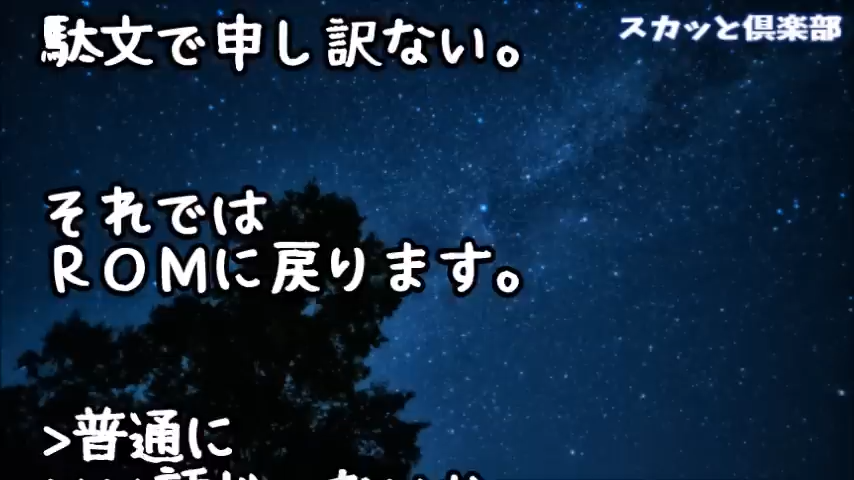 スカッと倶楽部
駄文で申し訳ない。
それでは
ＲＯＭに戻ります。
>普通に